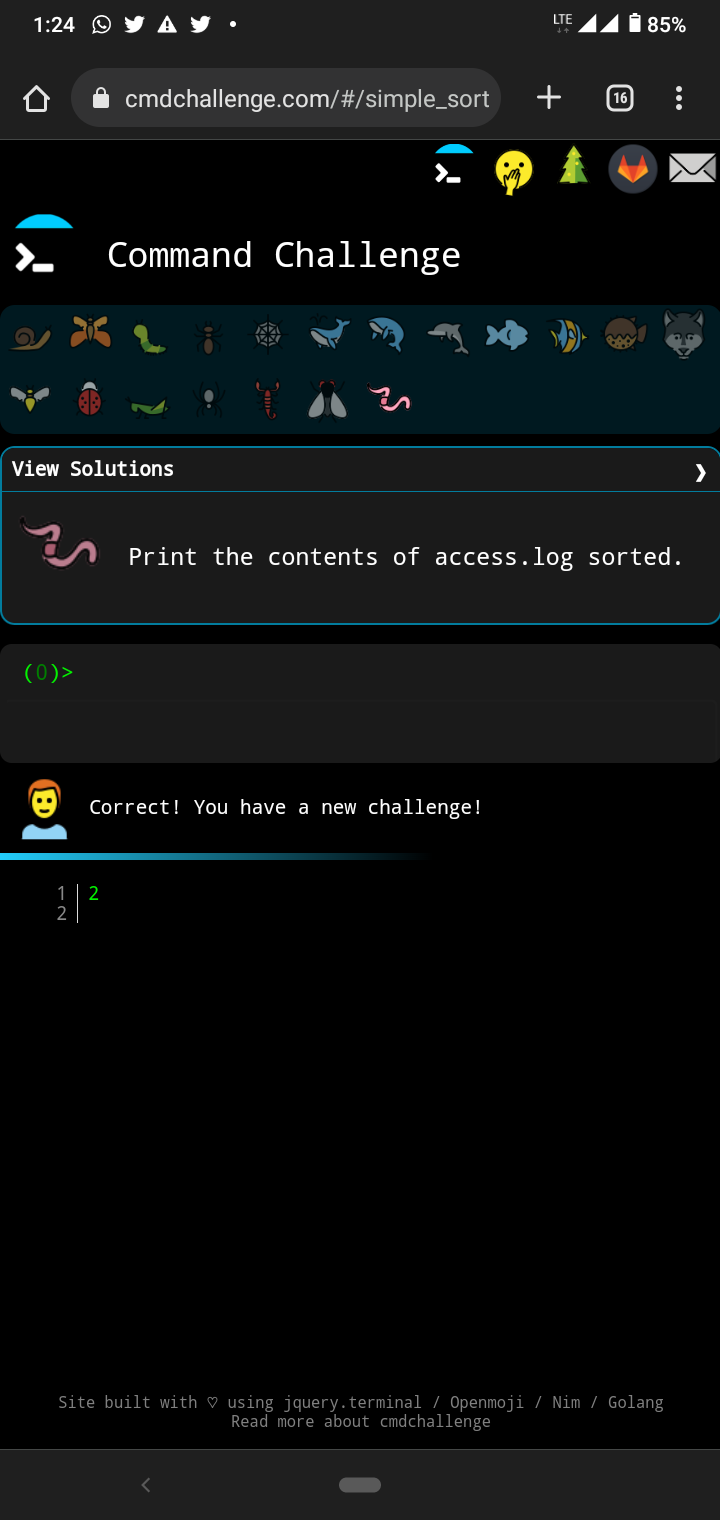 1:24
LTE
85%
cmdchallenge.com/#/simple_sort
16
Command Challenge
View Solutions
Print the contents of access.log sorted.
(0)>
Correct! You have a new challenge!
1 2
2
Site built with ♡ using jquery.terminal / Openmoji / Nim / Golang
Read more about cmdchallenge